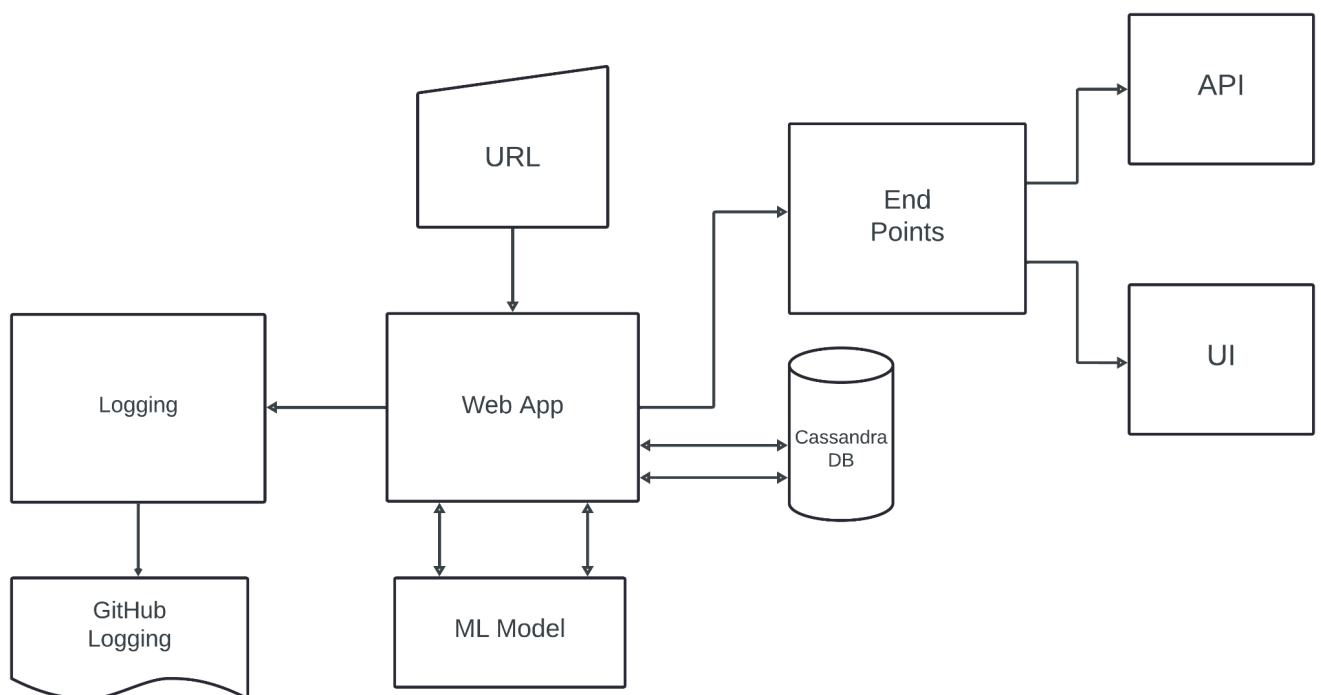 API
URL
End
Points
UI
Logging
Web App
Cassandra
DB
GitHub
Logging
ML Model